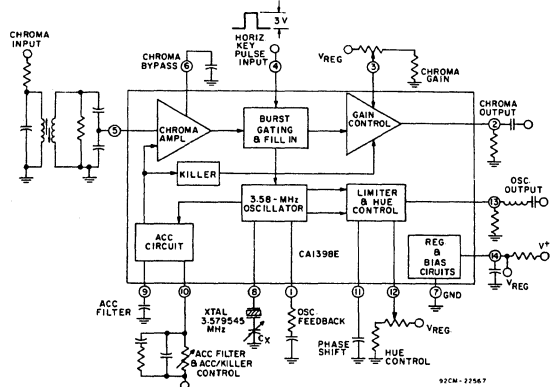 3 V
HORIZ
KEY
PULSE
INPUT
CHROMA
INPUT
CHROMA
BYPASS
6
4
VREG
3
CHROMA
GAIN
5
CHROMA
AMPL
BURST
GATING
& FILL IN
GAIN
CONTROL
2
CHROMA
OUTPUT
KILLER
3.58-MHz
OSCILLATOR
LIMITER
& HUE
CONTROL
13
OSC.
OUTPUT
ACC
CIRCUIT
CA1398E
REG
& BIAS
CIRUITS
14
V+
VREG
9
10
8
1
11
12
7
GND
ACC
FILTER
XTAL
3.579545
MHz
CX
OSC.
FEEDBACK
PHASE
SHIFT
VREG
HUE
CONTROL
ACC FILTER
& ACC/KILLER
CONTROL
92CM-22567